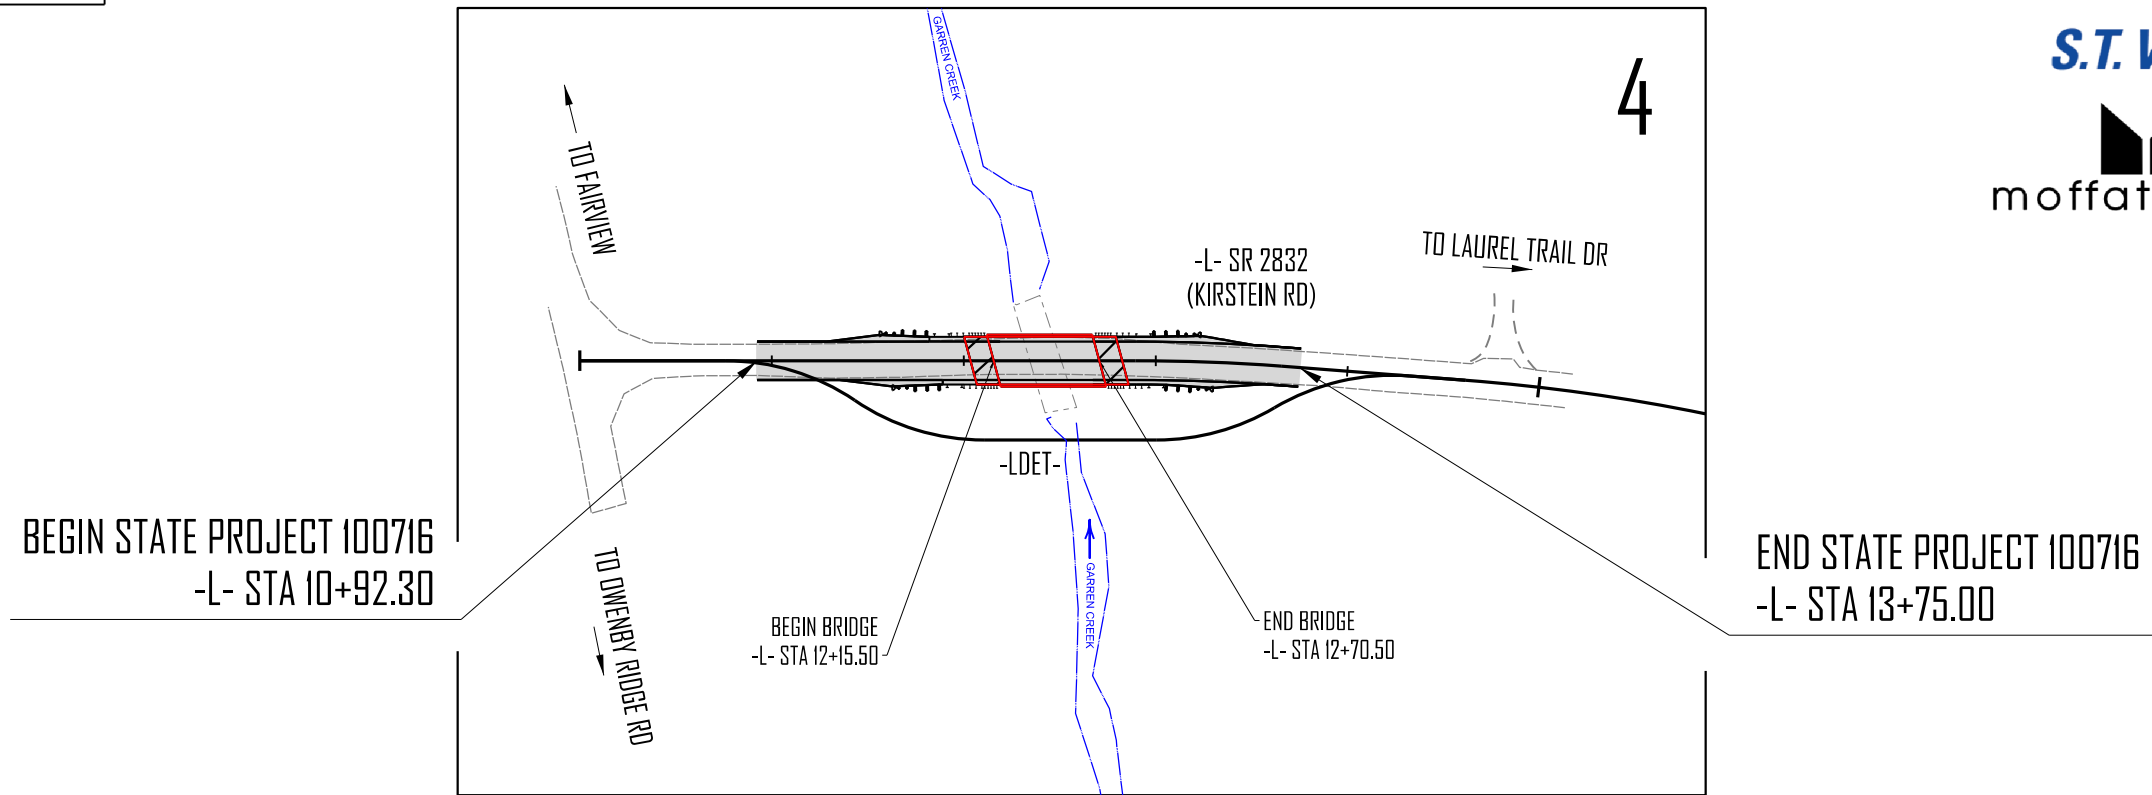 GARREN CREEK
4
S.T.
moffat
TO FAIRVIEW
-L- SR 2832
(KIRSTEIN RD)
TO LAUREL TRAIL DR
-LDET-
BEGIN STATE PROJECT 100716
-L- STA 10+92.30
TO OWENBY RIDGE RD
BEGIN BRIDGE
-L- STA 12+15.50
GARREN CREEK
END BRIDGE
-L- STA 12+70.50
END STATE PROJECT 100716
-L- STA 13+75.00